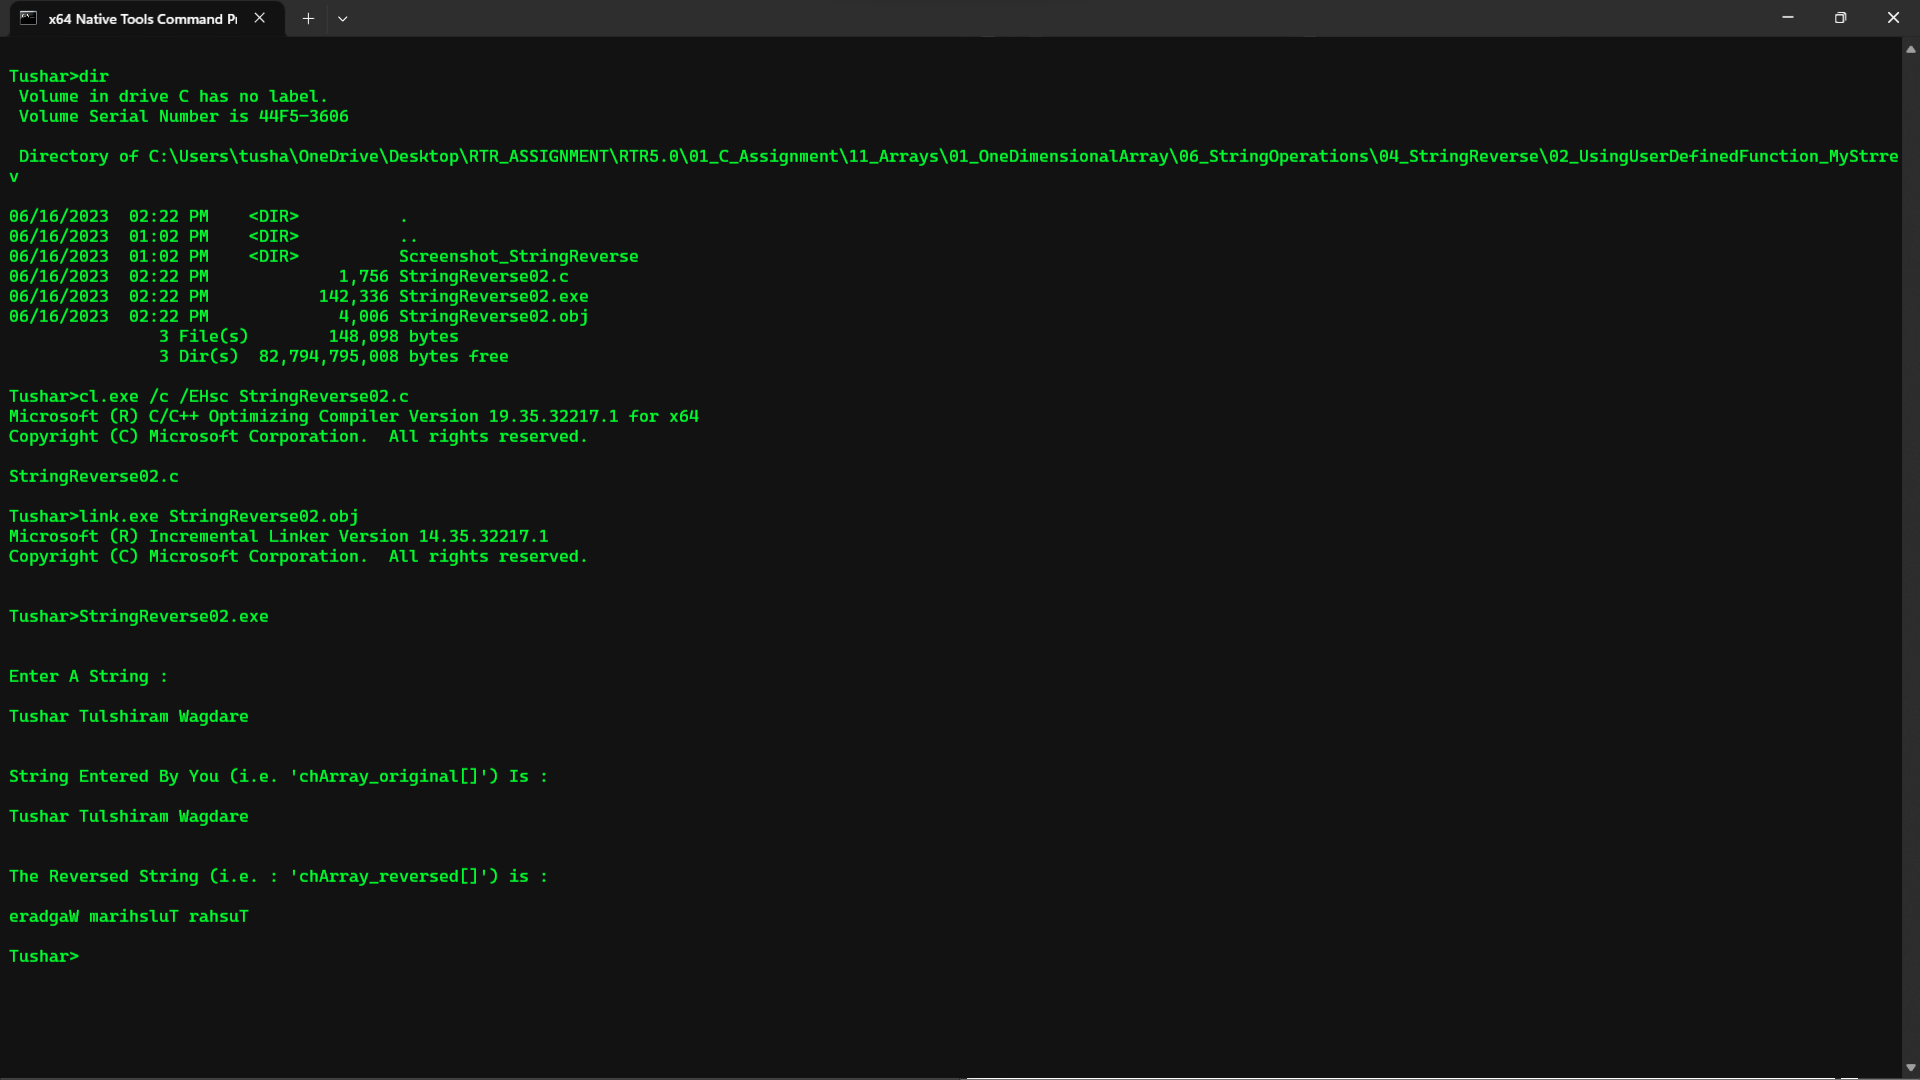 x64 Native Tools Command P
Tushar>dir
 Volume in drive C has no label.
 Volume Serial Number is 44F5-3606
 Directory of C:\Users\tusha\OneDrive\Desktop\RTR_ASSIGNMENT\RTR5.0\01_C_Assignment\11_Arrays\01_OneDimensionalArray\06_StringOperations\04_StringReverse\02_UsingUserDefinedFunction_MyStrre
v
06/16/2023  02:22 PM    <DIR>          .
06/16/2023  01:02 PM    <DIR>          ..
06/16/2023  01:02 PM    <DIR>          Screenshot_StringReverse
06/16/2023  02:22 PM             1,756 StringReverse02.c
06/16/2023  02:22 PM           142,336 StringReverse02.exe
06/16/2023  02:22 PM             4,006 StringReverse02.obj
               3 File(s)        148,098 bytes
               3 Dir(s)  82,794,795,008 bytes free
Tushar>cl.exe /c /EHsc StringReverse02.c
Microsoft (R) C/C++ Optimizing Compiler Version 19.35.32217.1 for x64
Copyright (C) Microsoft Corporation.  All rights reserved.
StringReverse02.c
Tushar>link.exe StringReverse02.obj
Microsoft (R) Incremental Linker Version 14.35.32217.1
Copyright (C) Microsoft Corporation.  All rights reserved.
Tushar>StringReverse02.exe
Enter A String :
Tushar Tulshiram Wagdare
String Entered By You (i.e. 'chArray_original[]') Is :
Tushar Tulshiram Wagdare
The Reversed String (i.e. : 'chArray_reversed[]') is :
eradgaW marihsluT rahsuT
Tushar>